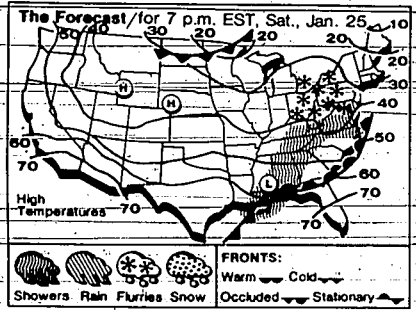 The Forecast/for 7 p.m. EST, Sat., Jan. 25
10
50 40 30 20 20 20
20
30
H
H
40
50
60
60
70
L
70
70
High
Temperatures
70
Showers Rain Flurries Snow
FRONTS:
Warm Cold
Occluded Stationary